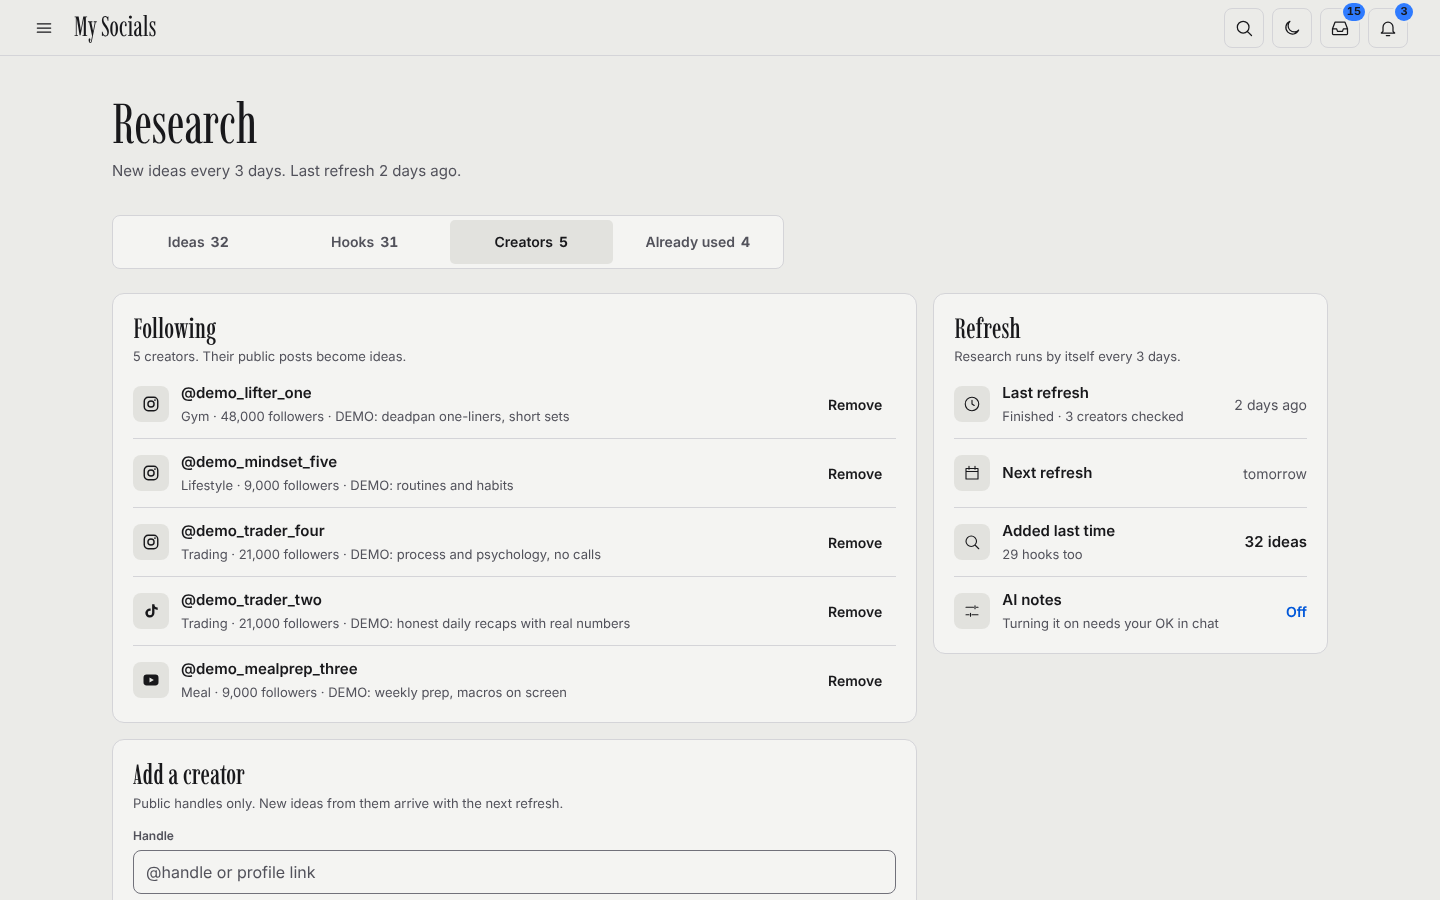 My Socials
15
3
Research
New ideas every 3 days. Last refresh 2 days ago.
Ideas 32
Hooks 31
Creators 5
Already used 4
Following
5 creators. Their public posts become ideas.
@demo_lifter_one
Gym · 48,000 followers · DEMO: deadpan one-liners, short sets
Remove
@demo_mindset_five
Lifestyle · 9,000 followers · DEMO: routines and habits
Remove
@demo_trader_four
Trading · 21,000 followers · DEMO: process and psychology, no calls
Remove
@demo_trader_two
Trading · 21,000 followers · DEMO: honest daily recaps with real numbers
Remove
@demo_mealprep_three
Meal · 9,000 followers · DEMO: weekly prep, macros on screen
Remove
Refresh
Research runs by itself every 3 days.
Last refresh
Finished · 3 creators checked
2 days ago
Next refresh
tomorrow
Added last time
29 hooks too
32 ideas
AI notes
Turning it on needs your OK in chat
Off
Add a creator
Public handles only. New ideas from them arrive with the next refresh.
Handle
@handle or profile link